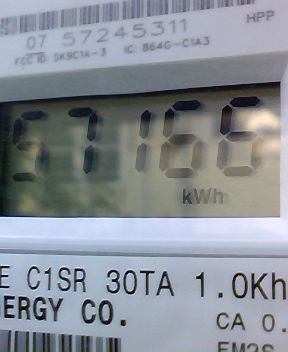 HPP
07 57245311
FCC ID: SK9C1A-3 IC: 864G-C1A3
57166
kWh
E C1SR 30TA 1.0Kh
ERGY CO.
CA 0.
EM2S